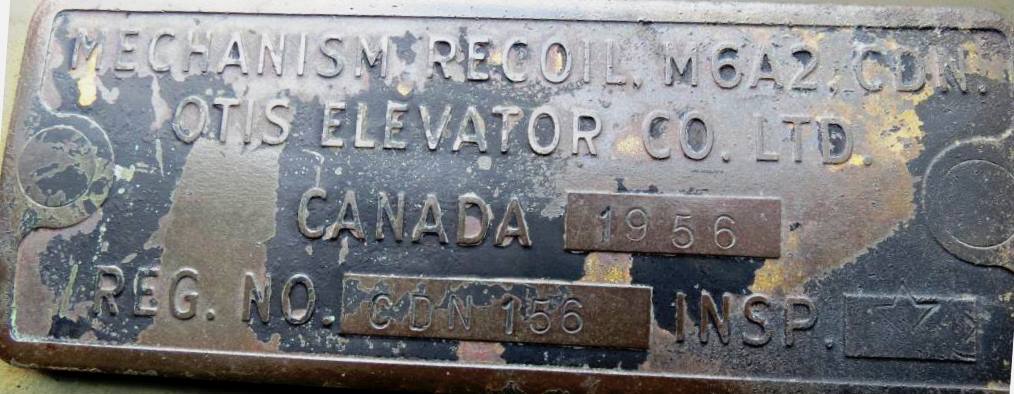 MECHANISM, RECOIL, M6A2, CDN.
OTIS ELEVATOR CO. LTD.
CANADA 1956
REG. NO. CDN 156 INSP.